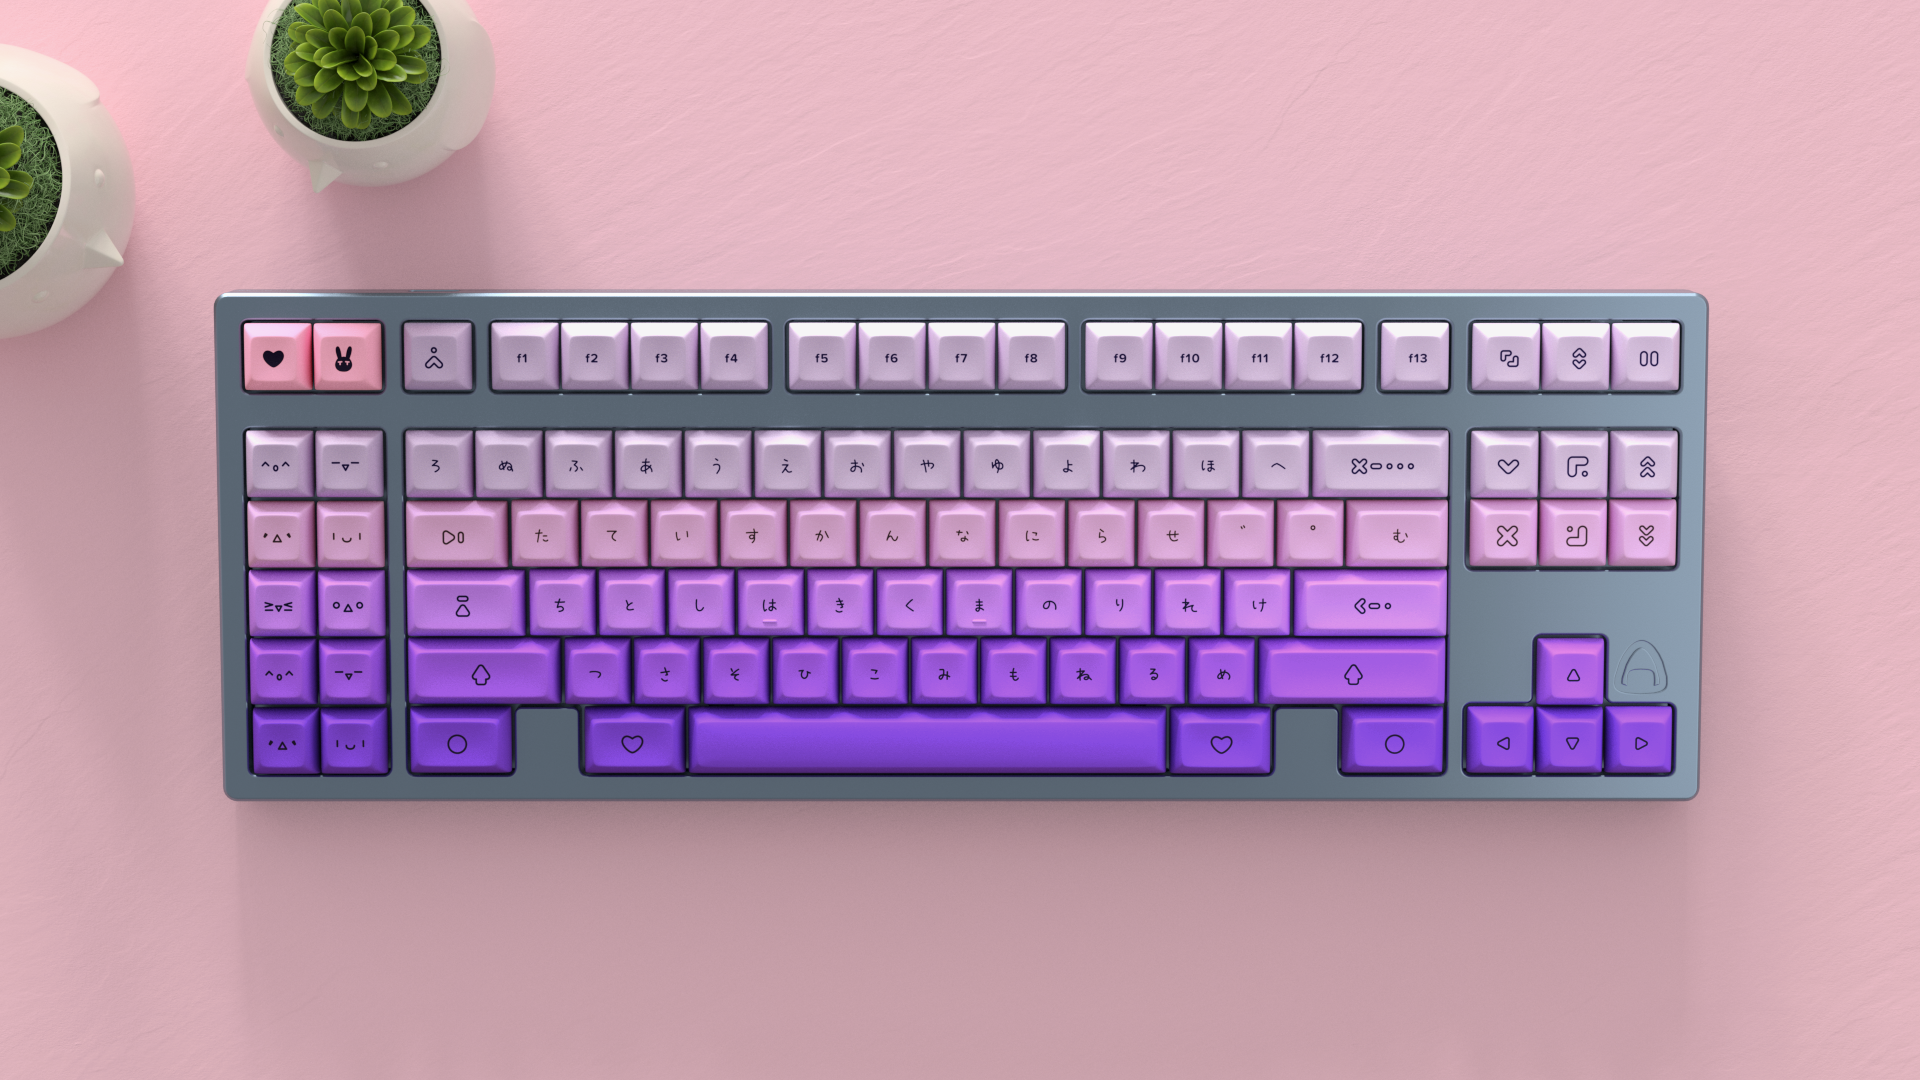 f1 f2 f3 f4 f5 f6 f7 f8 f9 f10 f11 f12 f13
^o^ ろ ぬ ふ あ う え お や ゆ よ わ ほ へ
た て い す か ん な に ら せ ゛ ゜ む
ち と し は き く ま の り れ け
^o^ つ さ そ ひ こ み も ね る め